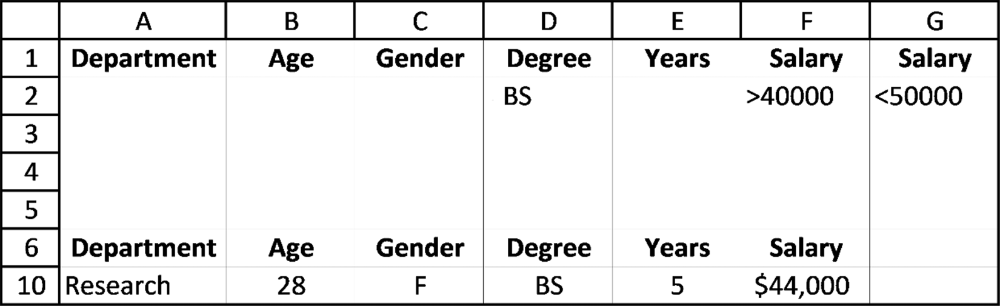 A B C D E F G
1 Department Age Gender Degree Years Salary Salary
2 BS >40000 <50000
3
4
5
6 Department Age Gender Degree Years Salary
10 Research 28 F BS 5 $44,000